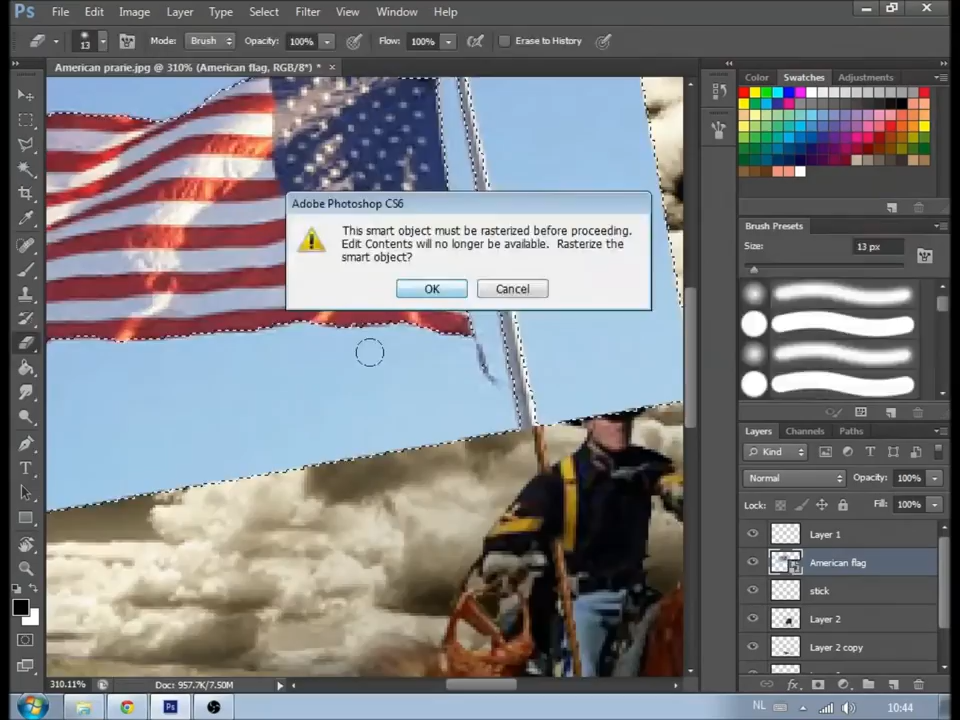 Ps File Edit Image Layer Type Select Filter View Window Help
13 Mode: Brush Opacity: 100% Flow: 100% Erase to History
American prarie.jpg @ 310% (American flag, RGB/8*) * ×
Color Swatches Adjustments
Adobe Photoshop CS6
This smart object must be rasterized before proceeding.
Edit Contents will no longer be available. Rasterize the
smart object?
OK Cancel
Brush Presets
Size: 13 px
Layers Channels Paths
Kind
Normal Opacity: 100%
Lock: Fill: 100%
Layer 1
American flag
stick
Layer 2
Layer 2 copy
310.11% Doc: 957.7K/7.50M
fx
Ps NL 10:44